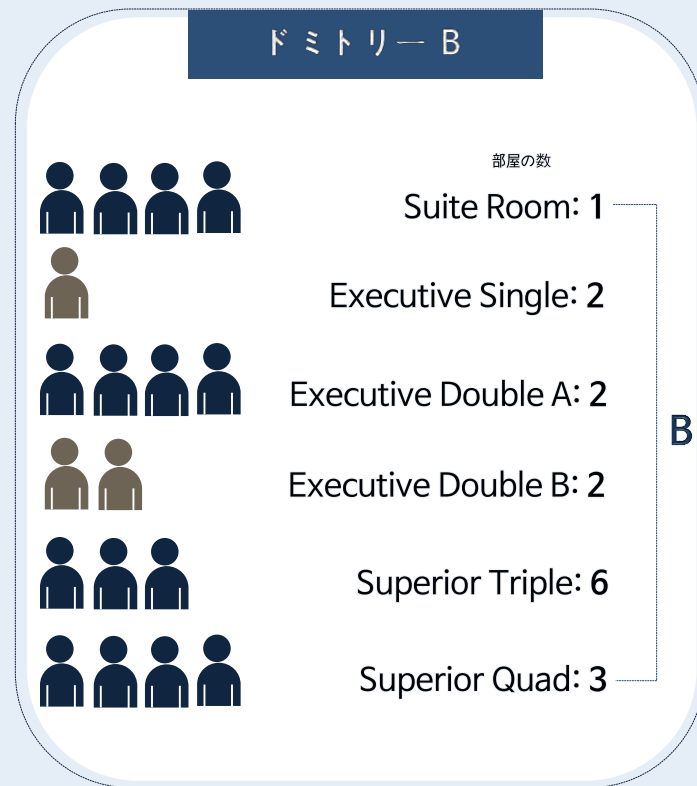 ドミトリー B
部屋の数
Suite Room: 1
Executive Single: 2
Executive Double A: 2
B
Executive Double B: 2
Superior Triple: 6
Superior Quad: 3